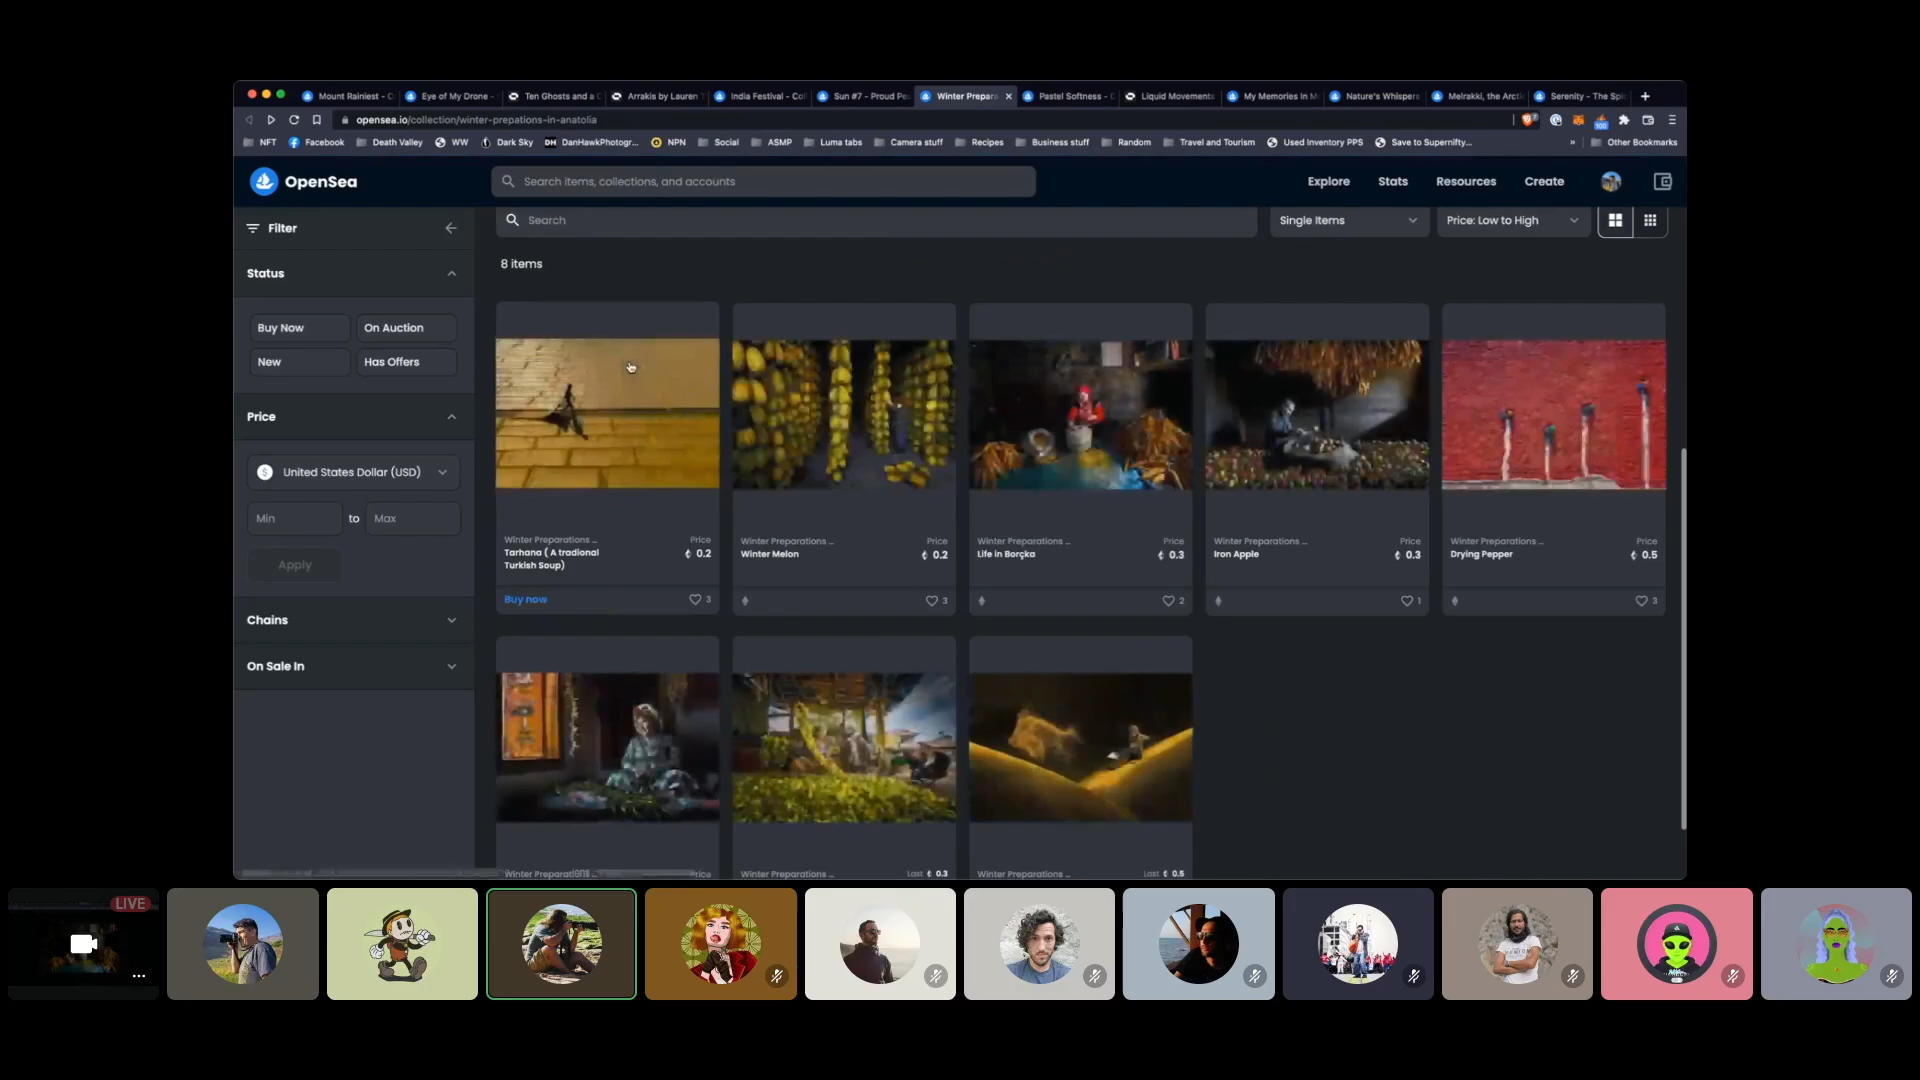 Mount Rainiest - C
Eye of My Drone -
Ten Ghosts and a C
Arrakis by Lauren T
India Festival - Col
Sun #7 - Proud Pe
Winter Prepara
Pastel Softness - C
Liquid Movements
My Memories In M
Nature's Whispers
Melrakki, the Arcti
Serenity - The Spi
opensea.io/collection/winter-prepations-in-anatolia
NFT
Facebook
Death Valley
WW
Dark Sky
DH DanHawkPhotogr...
NPN
Social
ASMP
Luma tabs
Camera stuff
Recipes
Business stuff
Random
Travel and Tourism
Used Inventory PPS
Save to Supernifty...
»
Other Bookmarks
OpenSea
Search items, collections, and accounts
Explore
Stats
Resources
Create
Filter
Search
Single Items
Price: Low to High
8 items
Status
Buy Now
On Auction
New
Has Offers
Price
United States Dollar (USD)
Min
to
Max
Apply
Chains
On Sale In
Winter Preparations ...
Price
Tarhana ( A tradional
Turkish Soup)
0.2
Buy now
3
Winter Preparations ...
Price
Winter Melon
0.2
3
Winter Preparations ...
Price
Life in Borçka
0.3
2
Winter Preparations ...
Price
Iron Apple
0.3
1
Winter Preparations ...
Price
Drying Pepper
0.5
3
Winter Preparations ...
Price
Winter Preparations ...
Last 0.3
Winter Preparations ...
Last 0.5
LIVE